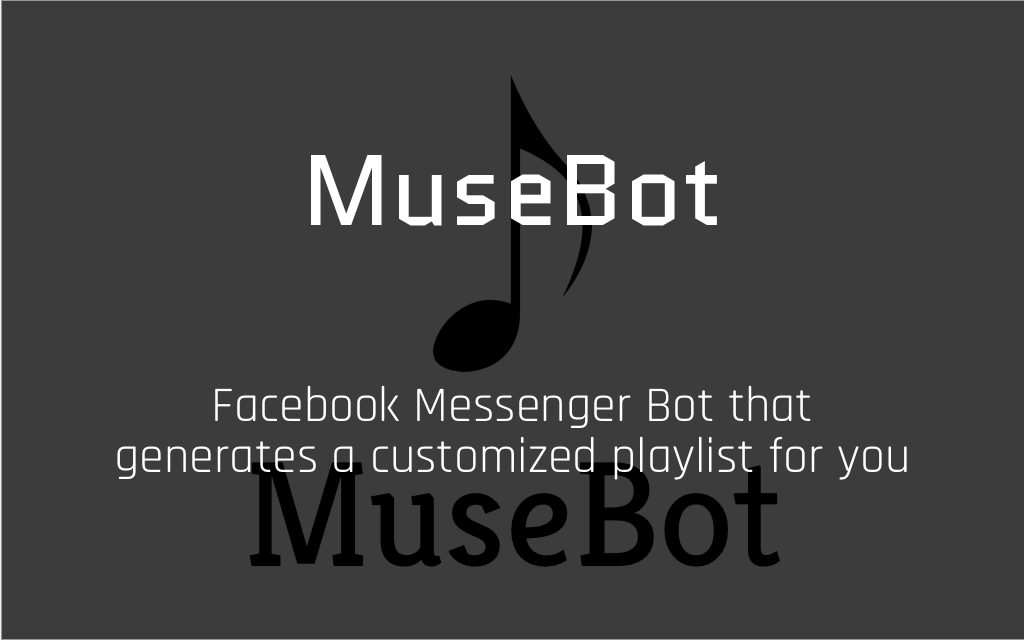 MuseBot
Facebook Messenger Bot that
generates a customized playlist for you
MuseBot